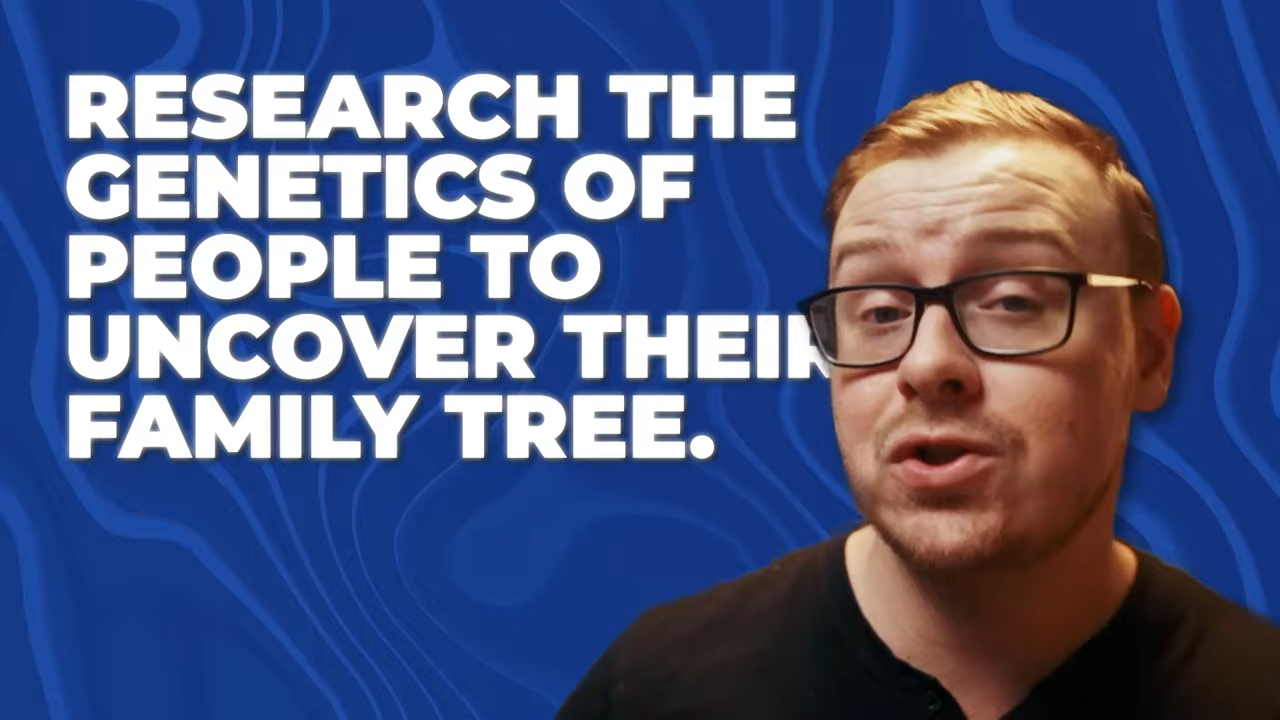 RESEARCH THE
GENETICS OF
PEOPLE TO
UNCOVER THEIR
FAMILY TREE.